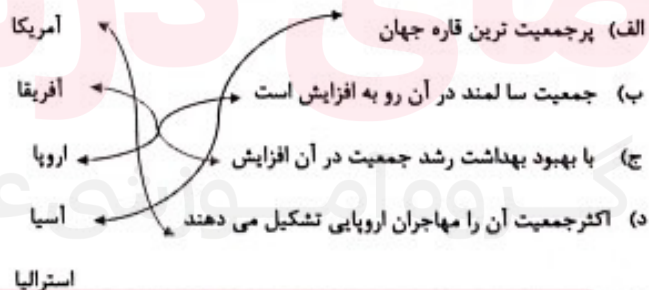 الف) پرجمعیت ترین قاره جهان آمریکا
ب) جمعیت سا لمند در آن رو به افزایش است آفریقا
ج) با بهبود بهداشت رشد جمعیت در آن افزایش اروپا
د) اکثرجمعیت آن را مهاجران اروپایی تشکیل می دهند آسیا
استرالیا